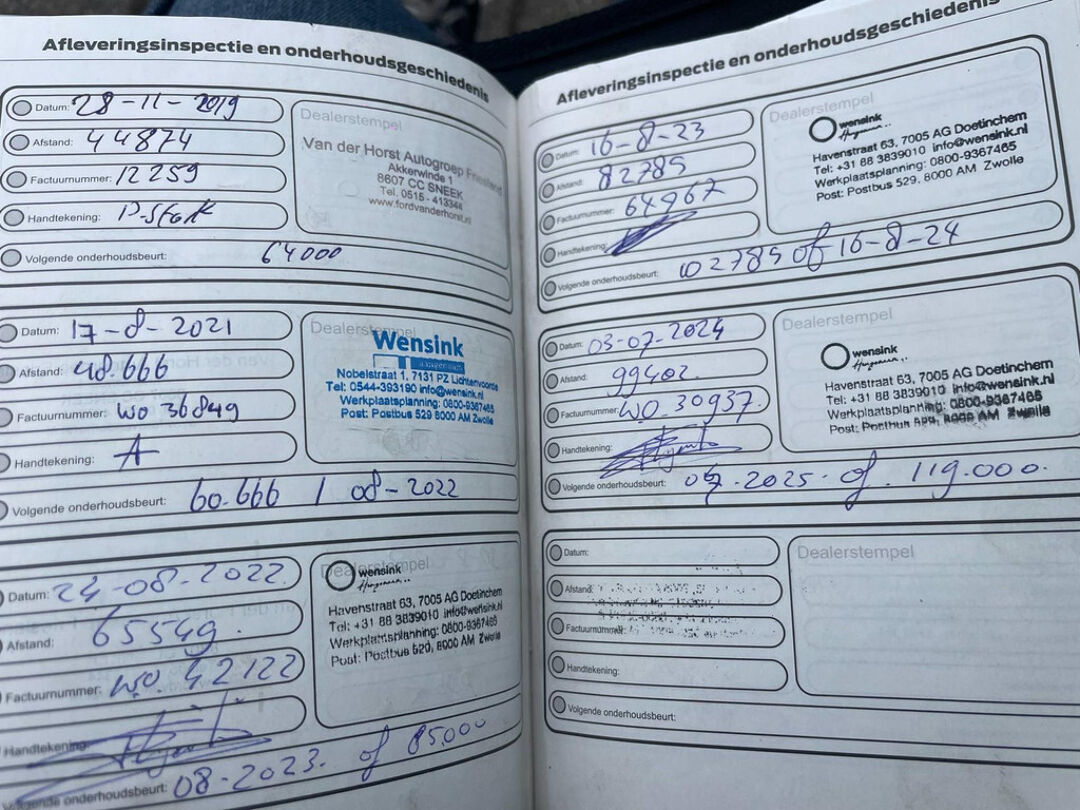 Afleveringsinspectie en onderhoudsgeschiedenis
Datum: 28-11-2019
Afstand: 44874
Factuurnummer: 12259
Handtekening:
Volgende onderhoudsbeurt: 64000
Dealerstempel
Van der Horst Autogroep Friesland
Akkerwinde 1
8607 CC SNEEK
Tel. 0515 - 413344
www.fordvanderhorst.nl
Datum: 17-8-2021
Afstand: 48.666
Factuurnummer: WO 36849
Handtekening: A
Volgende onderhoudsbeurt: 60.666 / 08-2022
Dealerstempel
Wensink
Nobelstraat 1, 7131 PZ Lichtenvoorde
Tel: 0544-393190 info@wensink.nl
Werkplaatsplanning: 0800-9367465
Post: Postbus 529 8000 AM Zwolle
Datum: 24-08-2022.
Afstand: 65549.
Factuurnummer: W.O. 42122
Handtekening:
Volgende onderhoudsbeurt: 08-2023. of 85.000
Dealerstempel
wensink
Havenstraat 63, 7005 AG Doetinchem
Tel: +31 88 3839010 info@wensink.nl
Werkplaatsplanning: 0800-9367465
Post: Postbus 529, 8000 AM Zwolle
Afleveringsinspectie en onderhoudsgeschiedenis
Datum: 16-8-23
Afstand: 82785
Factuurnummer: 64967
Handtekening:
Volgende onderhoudsbeurt: 102785 of 16-8-24
Dealerstempel
wensink
Havenstraat 63, 7005 AG Doetinchem
Tel: +31 88 3839010 info@wensink.nl
Werkplaatsplanning: 0800-9367465
Post: Postbus 529, 8000 AM Zwolle
Datum: 03-07-2024
Afstand: 99402.
Factuurnummer: W.O. 30937.
Handtekening:
Volgende onderhoudsbeurt: 07-2025. of. 119.000.
Dealerstempel
wensink
Havenstraat 63, 7005 AG Doetinchem
Tel: +31 88 3839010 info@wensink.nl
Werkplaatsplanning: 0800-9367465
Post: Postbus 529, 8000 AM Zwolle
Datum:
Afstand:
Factuurnummer:
Handtekening:
Volgende onderhoudsbeurt:
Dealerstempel